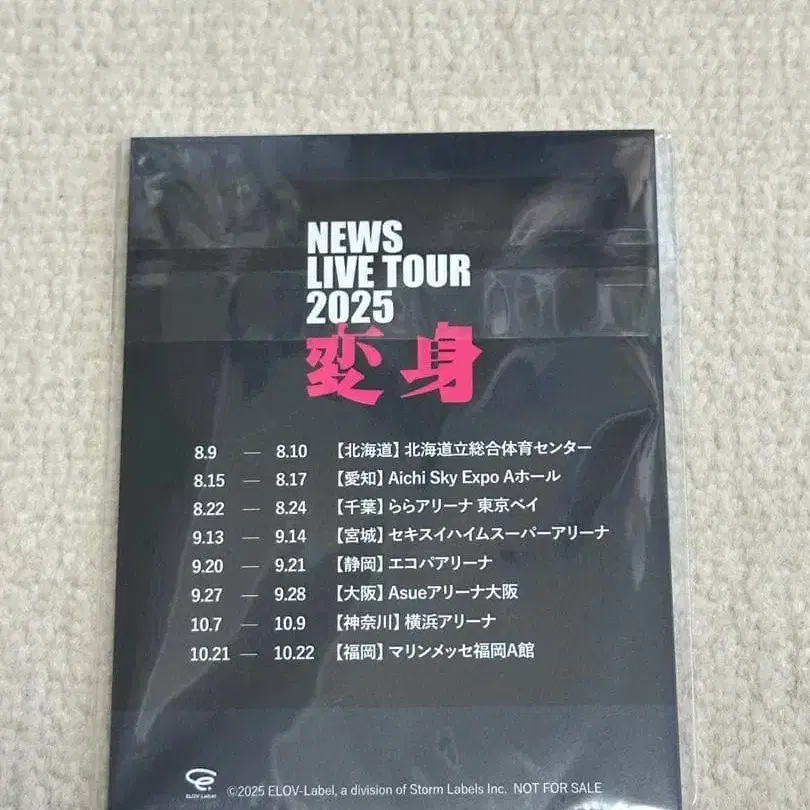 NEWS
LIVE TOUR
2025
変身
8.9 — 8.10 【北海道】北海道立総合体育センター
8.15 — 8.17 【愛知】Aichi Sky Expo Aホール
8.22 — 8.24 【千葉】ららアリーナ 東京ベイ
9.13 — 9.14 【宮城】セキスイハイムスーパーアリーナ
9.20 — 9.21 【静岡】エコパアリーナ
9.27 — 9.28 【大阪】Asueアリーナ大阪
10.7 — 10.9 【神奈川】横浜アリーナ
10.21 — 10.22 【福岡】マリンメッセ福岡A館
ELOV-Label
©2025 ELOV-Label, a division of Storm Labels Inc. NOT FOR SALE